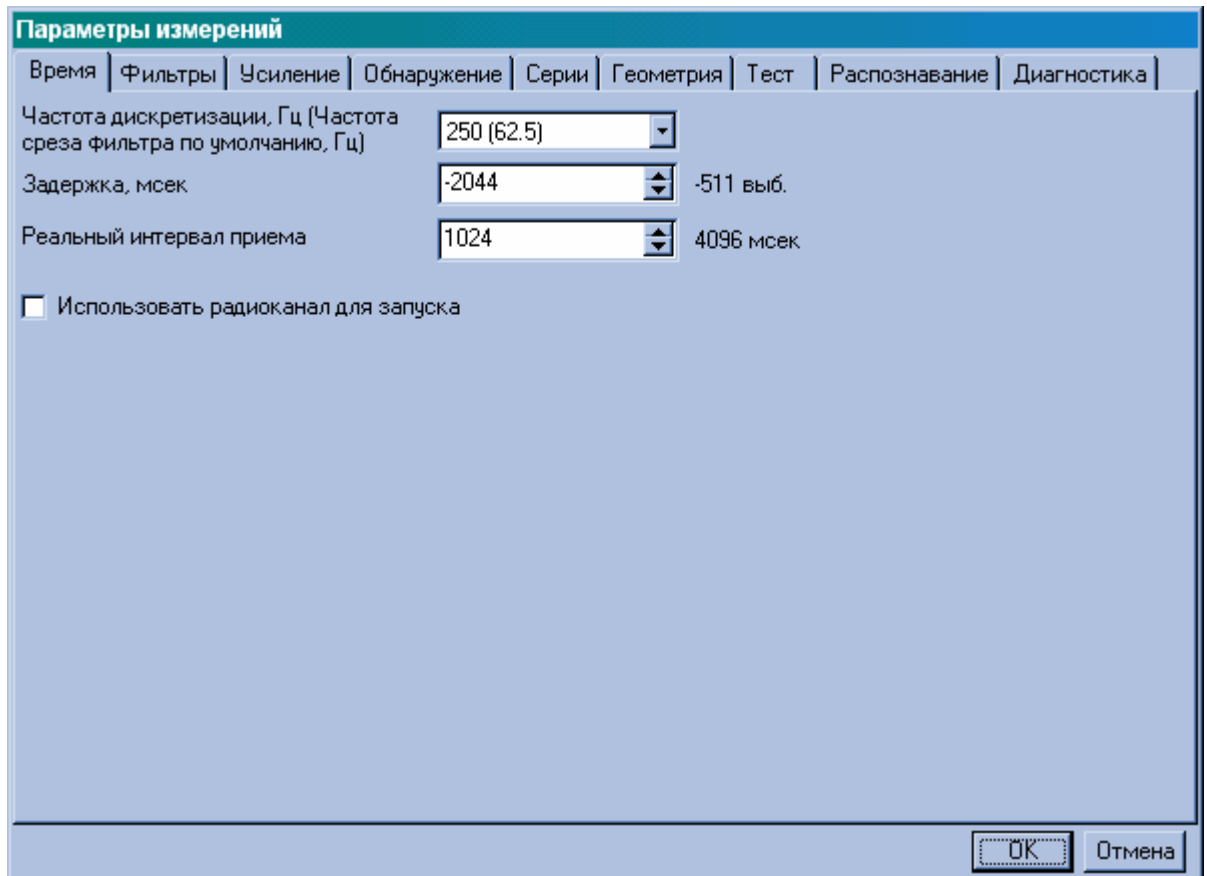 Параметры измерений
Время Фильтры Усиление Обнаружение Серии Геометрия Тест Распознавание Диагностика
Частота дискретизации, Гц (Частота
среза фильтра по умолчанию, Гц) 250 (62.5)
Задержка, мсек -2044 -511 выб.
Реальный интервал приема 1024 4096 мсек
Использовать радиоканал для запуска
OK Отмена